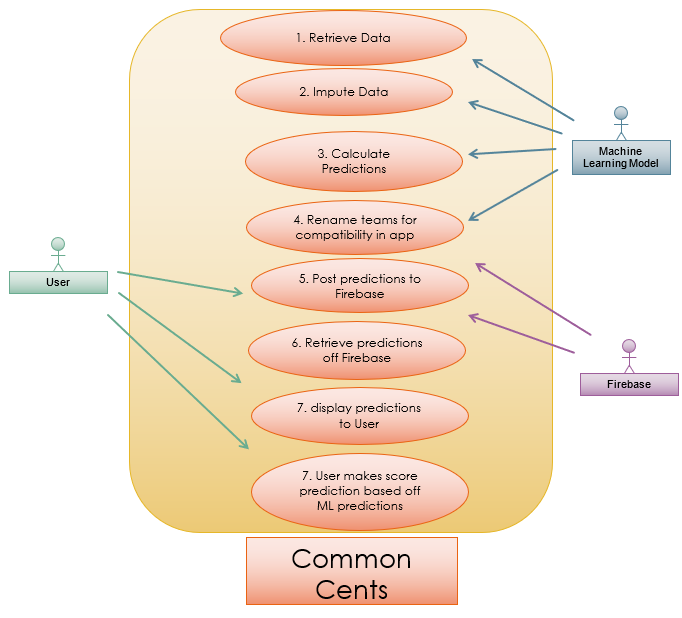 1. Retrieve Data
2. Impute Data
3. Calculate
Predictions
4. Rename teams for
compatibility in app
5. Post predictions to
Firebase
6. Retrieve predictions
off Firebase
7. display predictions
to User
7. User makes score
prediction based off
ML predictions
Machine
Learning Model
User
Firebase
Common
Cents